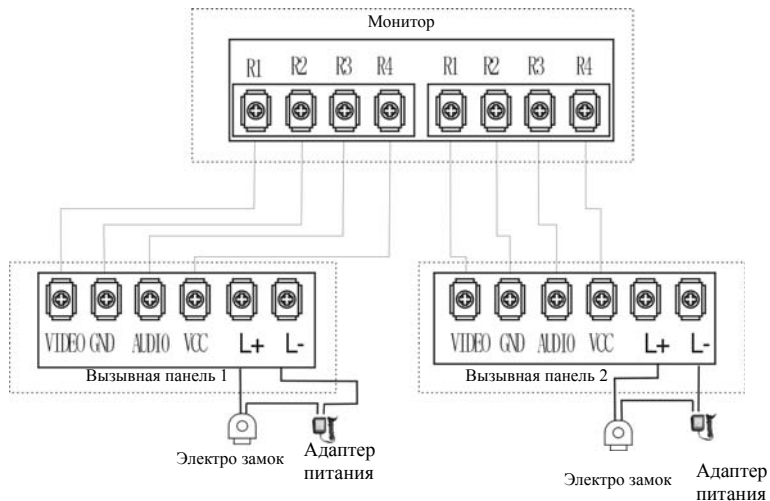 Монитор
R1 R2 R3 R4 R1 R2 R3 R4
VIDEO GND AUDIO VCC L+ L-
VIDEO GND AUDIO VCC L+ L-
Вызывная панель 1
Вызывная панель 2
Электро замок
Адаптер
питания
Электро замок
Адаптер
питания